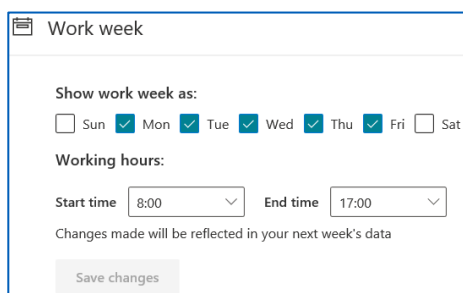 Work week
Show work week as:
Sun Mon Tue Wed Thu Fri Sat
Working hours:
Start time 8:00 End time 17:00
Changes made will be reflected in your next week's data
Save changes